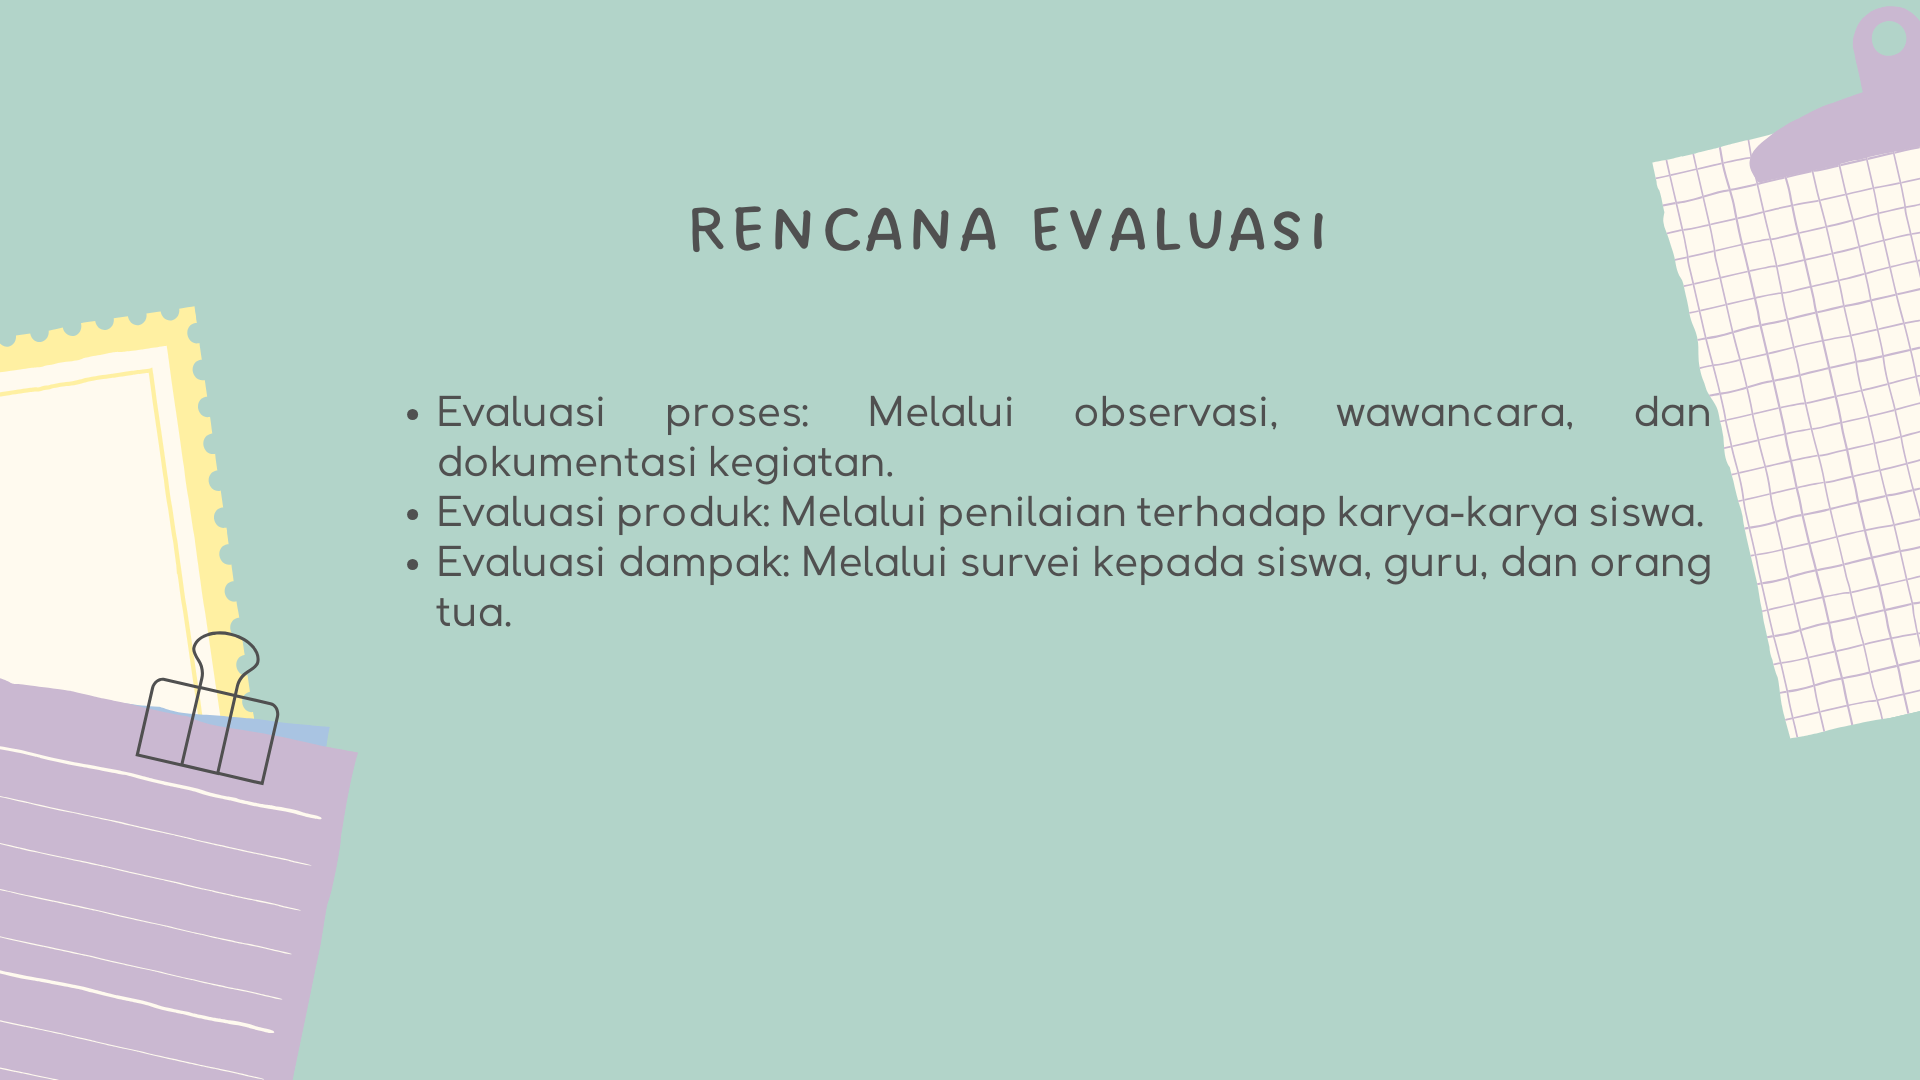 RENCANA EVALUASI
• Evaluasi proses: Melalui observasi, wawancara, dan
dokumentasi kegiatan.
• Evaluasi produk: Melalui penilaian terhadap karya-karya siswa.
• Evaluasi dampak: Melalui survei kepada siswa, guru, dan orang
tua.